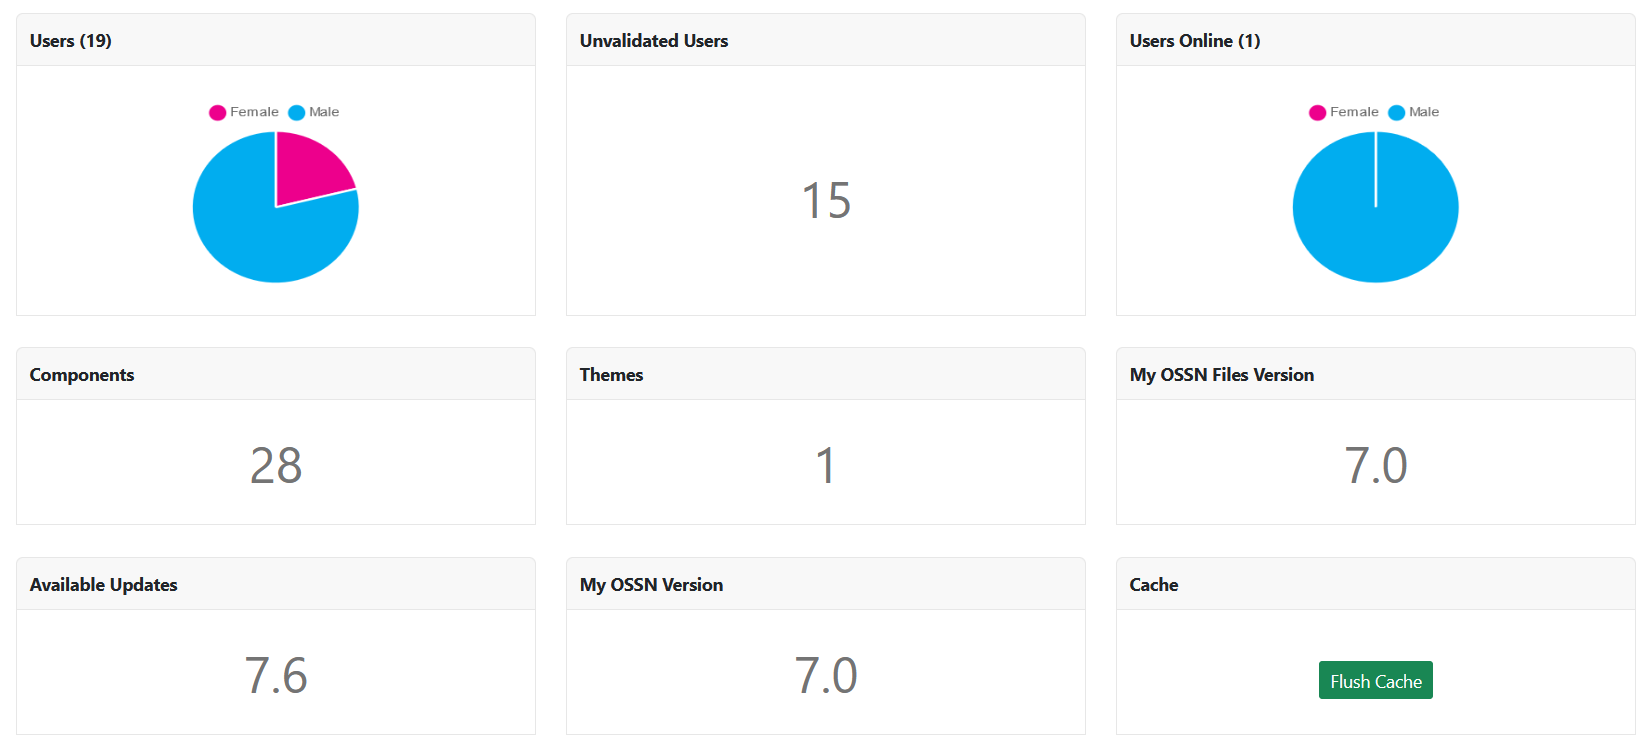 Users (19)
Female Male
Unvalidated Users
15
Users Online (1)
Female Male
Components
28
Themes
1
My OSSN Files Version
7.0
Available Updates
7.6
My OSSN Version
7.0
Cache
Flush Cache